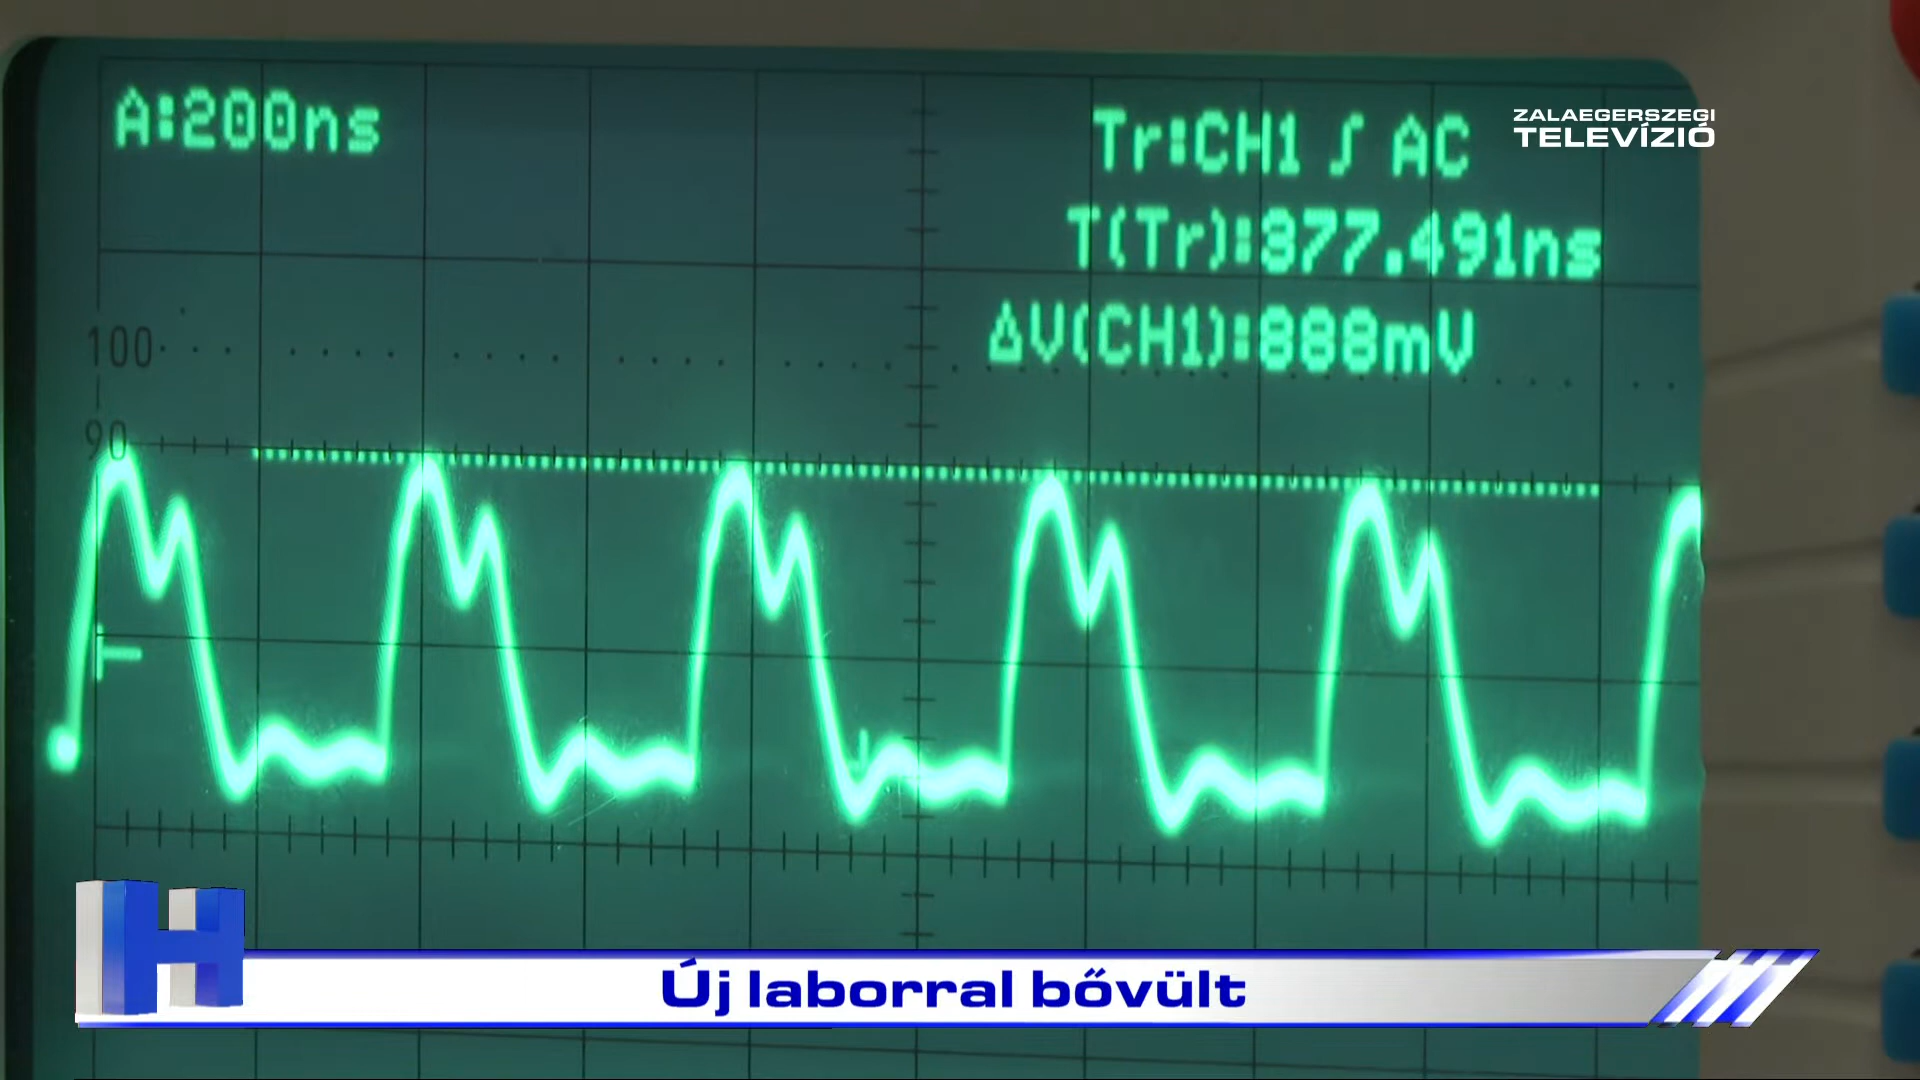 A:200ns
Tr:CH1 ∫ AC
ZALAEGERSZEGI
TELEVÍZIÓ
T(Tr):377.491ns
ΔV(CH1):888mV
100
90
H
Új laborral bővült